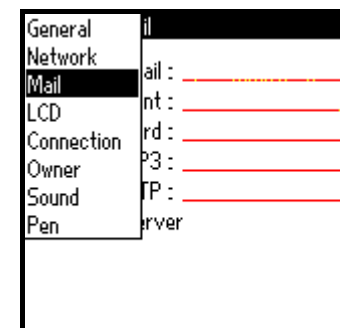 General
il
Network
ail :
Mail
nt :
LCD
rd :
Connection
P3 :
Owner
TP :
Sound
Pen
rver